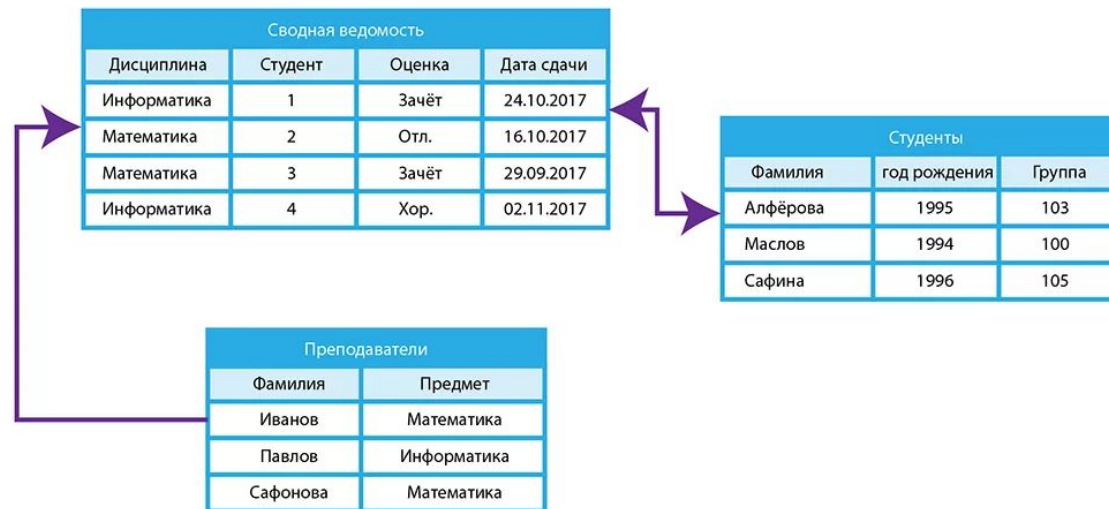 Сводная ведомость
Дисциплина Студент Оценка Дата сдачи
Информатика 1 Зачёт 24.10.2017
Математика 2 Отл. 16.10.2017
Математика 3 Зачёт 29.09.2017
Информатика 4 Хор. 02.11.2017
Студенты
Фамилия год рождения Группа
Алфёрова 1995 103
Маслов 1994 100
Сафина 1996 105
Преподаватели
Фамилия Предмет
Иванов Математика
Павлов Информатика
Сафонова Математика